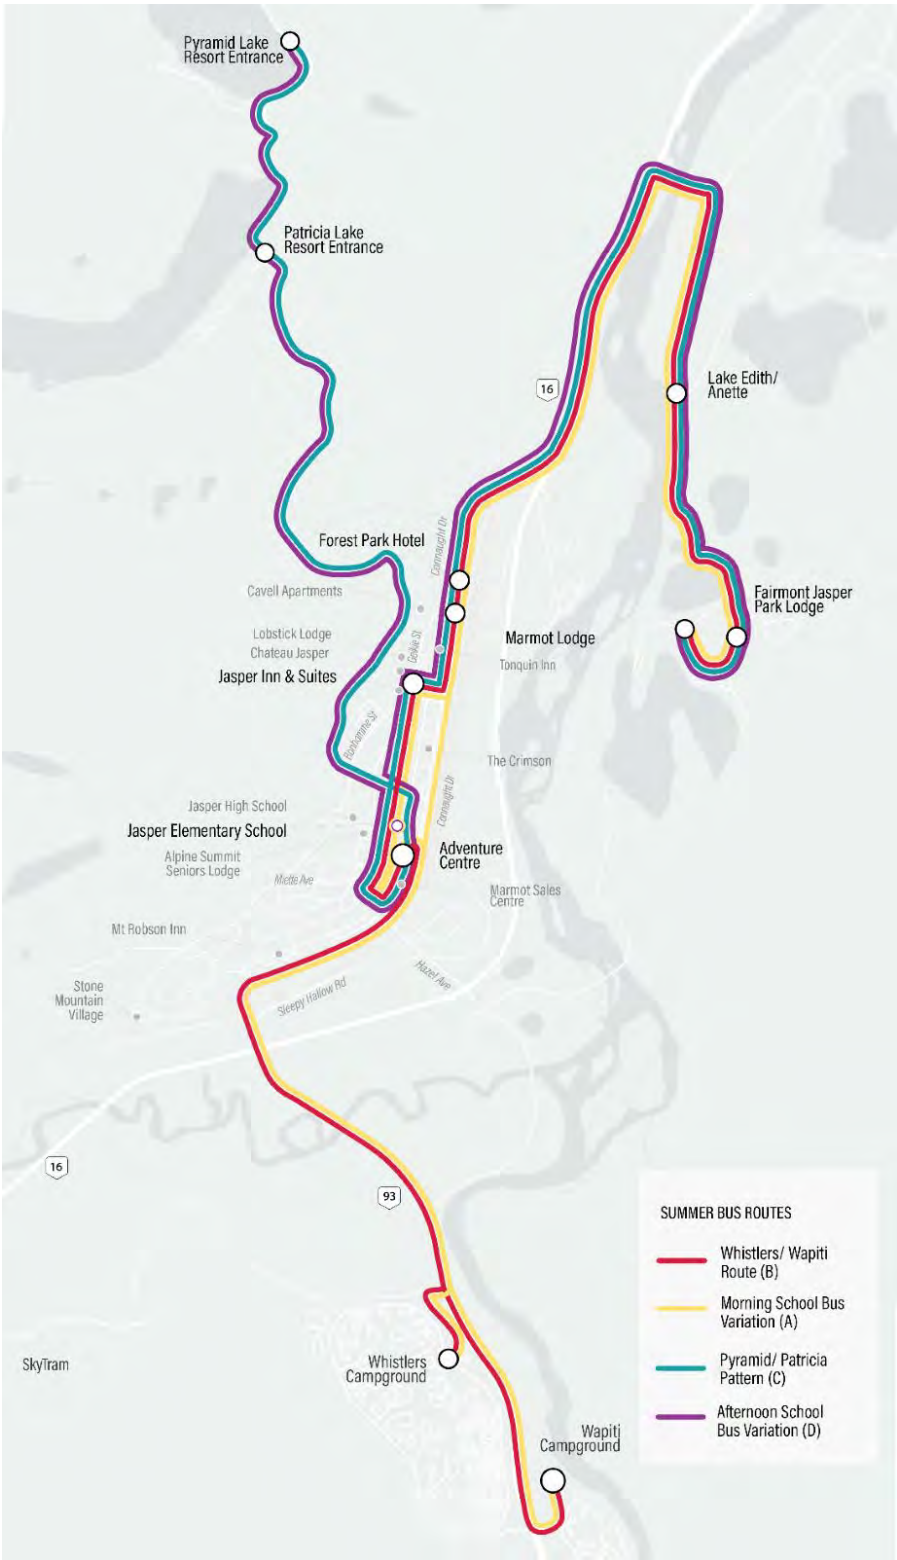 Pyramid Lake
Resort Entrance
Patricia Lake
Resort Entrance
16
Lake Edith/
Anette
Connaught Dr
Forest Park Hotel
Cavell Apartments
Fairmont Jasper
Park Lodge
Lobstick Lodge
Chateau Jasper
Geikie St
Marmot Lodge
Tonquin Inn
Jasper Inn & Suites
Bonhomme St
The Crimson
Connaught Dr
Jasper High School
Jasper Elementary School
Adventure
Centre
Alpine Summit
Seniors Lodge
Miette Ave
Marmot Sales
Centre
Mt Robson Inn
Hazel Ave
Stone
Mountain
Village
Sleepy Hallow Rd
16
93
SUMMER BUS ROUTES
Whistlers/ Wapiti
Route (B)
Morning School Bus
Variation (A)
Pyramid/ Patricia
Pattern (C)
Afternoon School
Bus Variation (D)
SkyTram
Whistlers
Campground
Wapiti
Campground